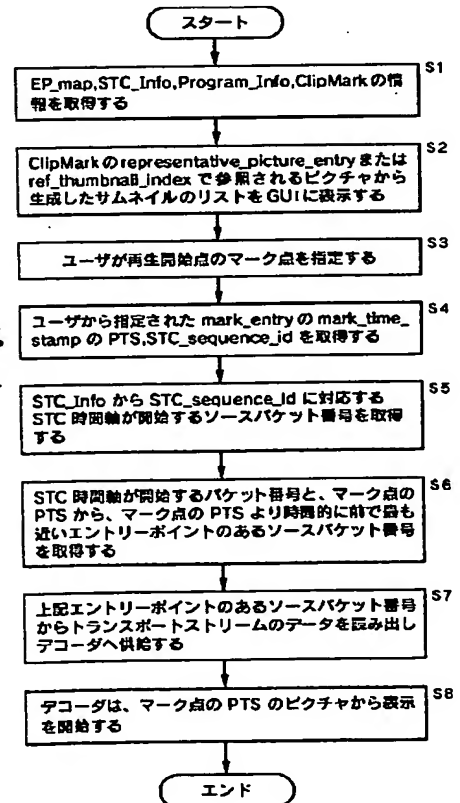 スタート
S1
EP_map,STC_Info,Program_Info,ClipMarkの情
報を取得する
S2
ClipMarkのrepresentative_picture_entryまたは
ref_thumbnail_indexで参照されるピクチャから
生成したサムネイルのリストをGUIに表示する
S3
ユーザが再生開始点のマーク点を指定する
S4
ユーザから指定されたmark_entryのmark_time_
stampのPTS,STC_sequence_idを取得する
S5
STC_InfoからSTC_sequence_idに対応する
STC時間軸が開始するソースパケット番号を取得
する
S6
STC時間軸が開始するパケット番号と、マーク点の
PTSから、マーク点のPTSより時間的に前で最も
近いエントリーポイントのあるソースパケット番号
を取得する
S7
上記エントリーポイントのあるソースパケット番号
からトランスポートストリームのデータを読み出し
デコーダへ供給する
S8
デコーダは、マーク点のPTSのピクチャから表示
を開始する
エンド